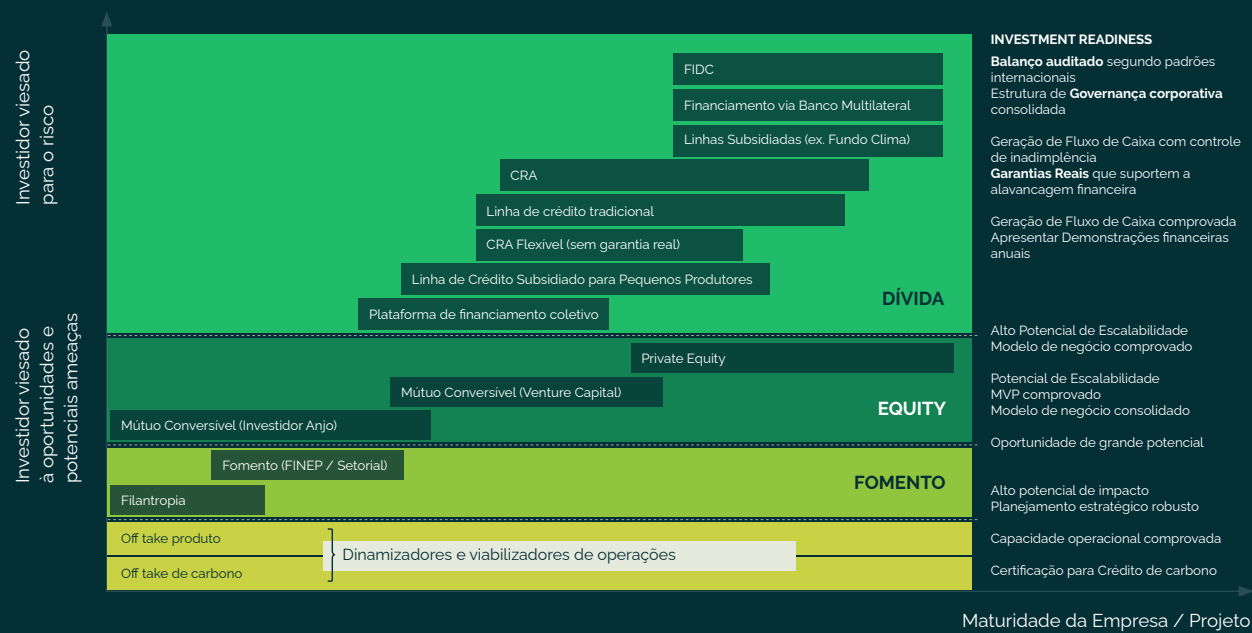 Investidor viesado
para o risco
Investidor viesado
à oportunidades e
potenciais ameaças
FIDC
Financiamento via Banco Multilateral
Linhas Subsidiadas (ex. Fundo Clima)
CRA
Linha de crédito tradicional
CRA Flexível (sem garantia real)
Linha de Crédito Subsidiado para Pequenos Produtores
Plataforma de financiamento coletivo
DÍVIDA
Private Equity
Mútuo Conversível (Venture Capital)
Mútuo Conversível (Investidor Anjo)
EQUITY
Fomento (FINEP / Setorial)
Filantropia
FOMENTO
Off take produto
Off take de carbono
Dinamizadores e viabilizadores de operações
INVESTMENT READINESS
Balanço auditado segundo padrões
internacionais
Estrutura de Governança corporativa
consolidada
Geração de Fluxo de Caixa com controle
de inadimplência
Garantias Reais que suportem a
alavancagem financeira
Geração de Fluxo de Caixa comprovada
Apresentar Demonstrações financeiras
anuais
Alto Potencial de Escalabilidade
Modelo de negócio comprovado
Potencial de Escalabilidade
MVP comprovado
Modelo de negócio consolidado
Oportunidade de grande potencial
Alto potencial de impacto
Planejamento estratégico robusto
Capacidade operacional comprovada
Certificação para Crédito de carbono
Maturidade da Empresa / Projeto